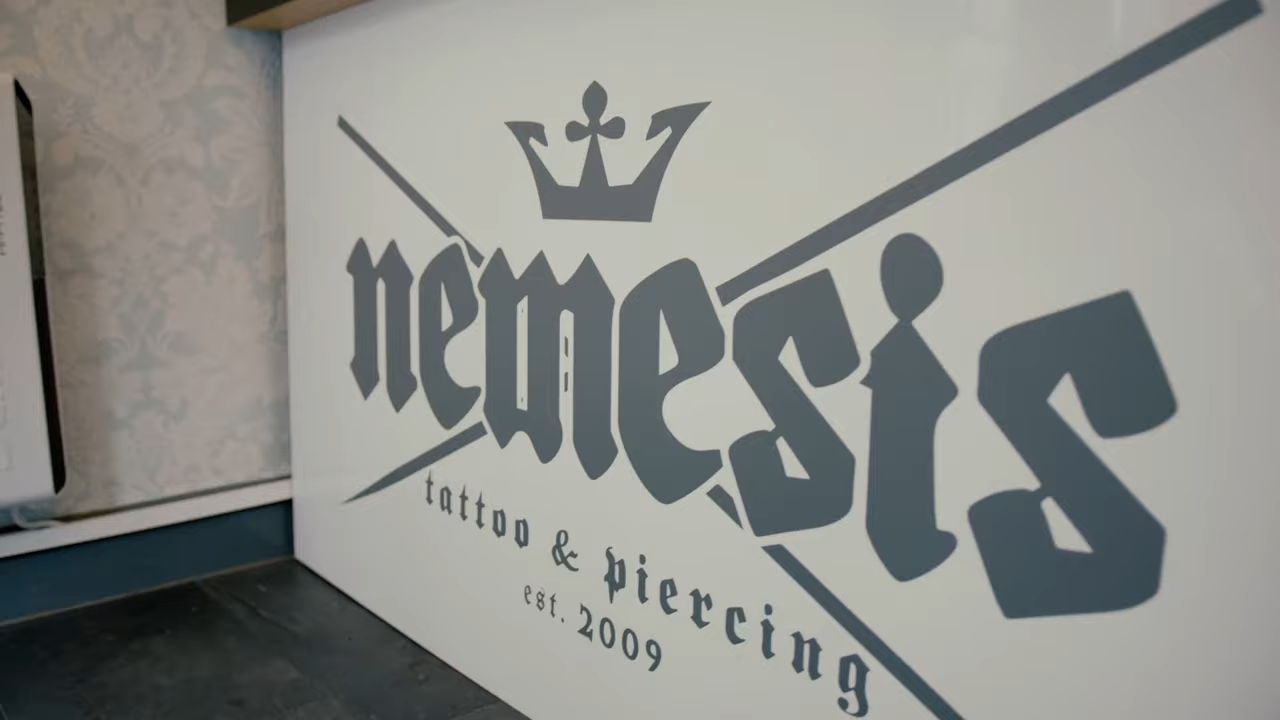 nemesis
tattoo & piercing
est. 2009